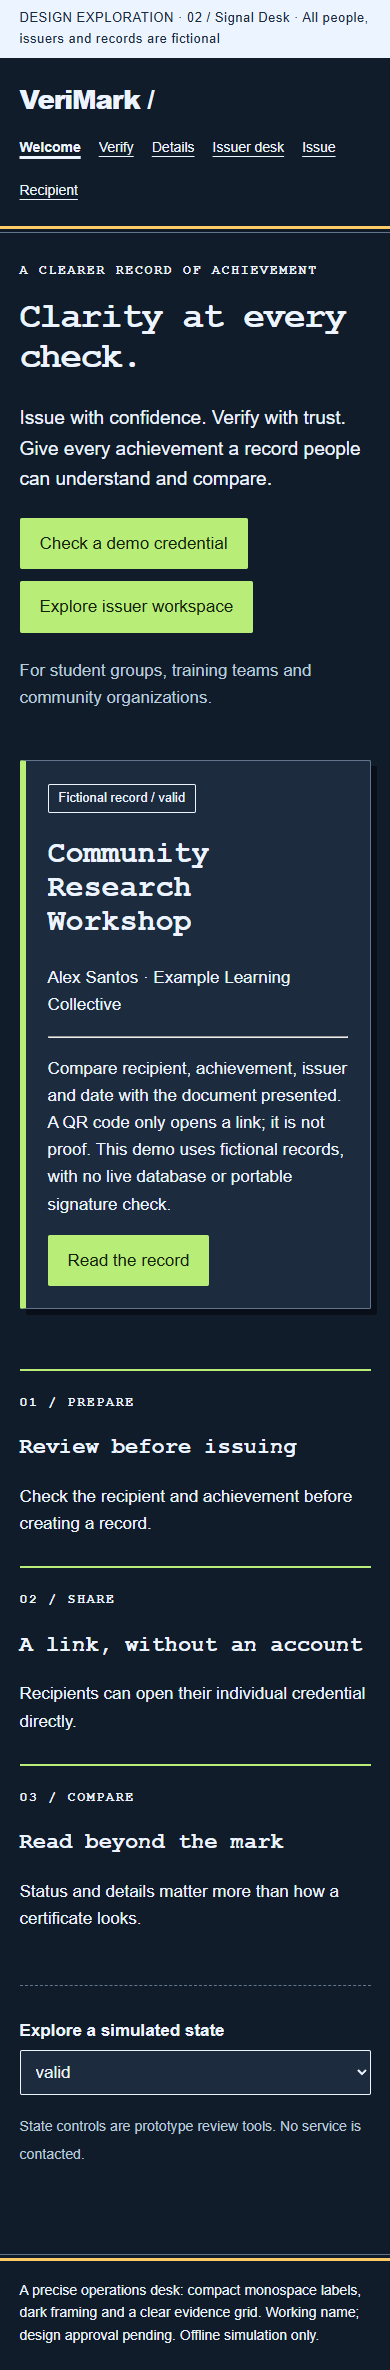 DESIGN EXPLORATION · 02 / Signal Desk · All people,
issuers and records are fictional
VeriMark /
Welcome Verify Details Issuer desk Issue
Recipient
A CLEARER RECORD OF ACHIEVEMENT
Clarity at every
check.
Issue with confidence. Verify with trust.
Give every achievement a record people
can understand and compare.
Check a demo credential
Explore issuer workspace
For student groups, training teams and
community organizations.
Fictional record / valid
Community
Research
Workshop
Alex Santos · Example Learning
Collective
Compare recipient, achievement, issuer
and date with the document presented.
A QR code only opens a link; it is not
proof. This demo uses fictional records,
with no live database or portable
signature check.
Read the record
01 / PREPARE
Review before issuing
Check the recipient and achievement before
creating a record.
02 / SHARE
A link, without an account
Recipients can open their individual credential
directly.
03 / COMPARE
Read beyond the mark
Status and details matter more than how a
certificate looks.
Explore a simulated state
valid
State controls are prototype review tools. No service is
contacted.
A precise operations desk: compact monospace labels,
dark framing and a clear evidence grid. Working name;
design approval pending. Offline simulation only.